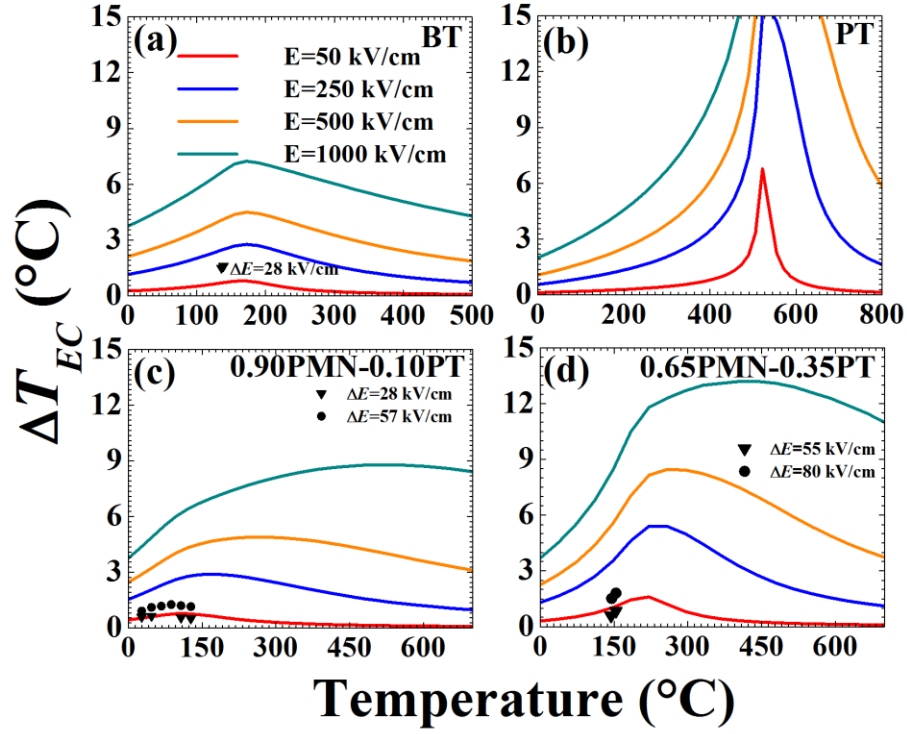 (a) BT
E=50 kV/cm
E=250 kV/cm
E=500 kV/cm
E=1000 kV/cm
ΔE=28 kV/cm
15
12
9
6
3
0
0 100 200 300 400 500
(b) PT
15
12
9
6
3
0
0 200 400 600 800
ΔT_EC (°C)
(c) 0.90PMN-0.10PT
ΔE=28 kV/cm
ΔE=57 kV/cm
15
12
9
6
3
0
0 150 300 450 600
(d) 0.65PMN-0.35PT
ΔE=55 kV/cm
ΔE=80 kV/cm
15
12
9
6
3
0
0 150 300 450 600
Temperature (°C)